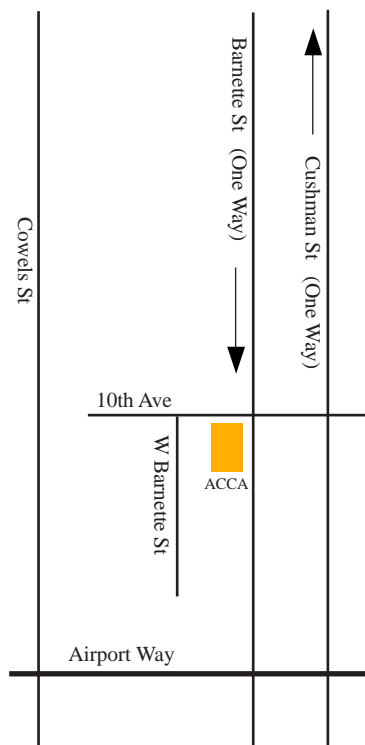 Barnette St (One Way)
Cushman St (One Way)
Cowels St
10th Ave
W Barnette St
ACCA
Airport Way